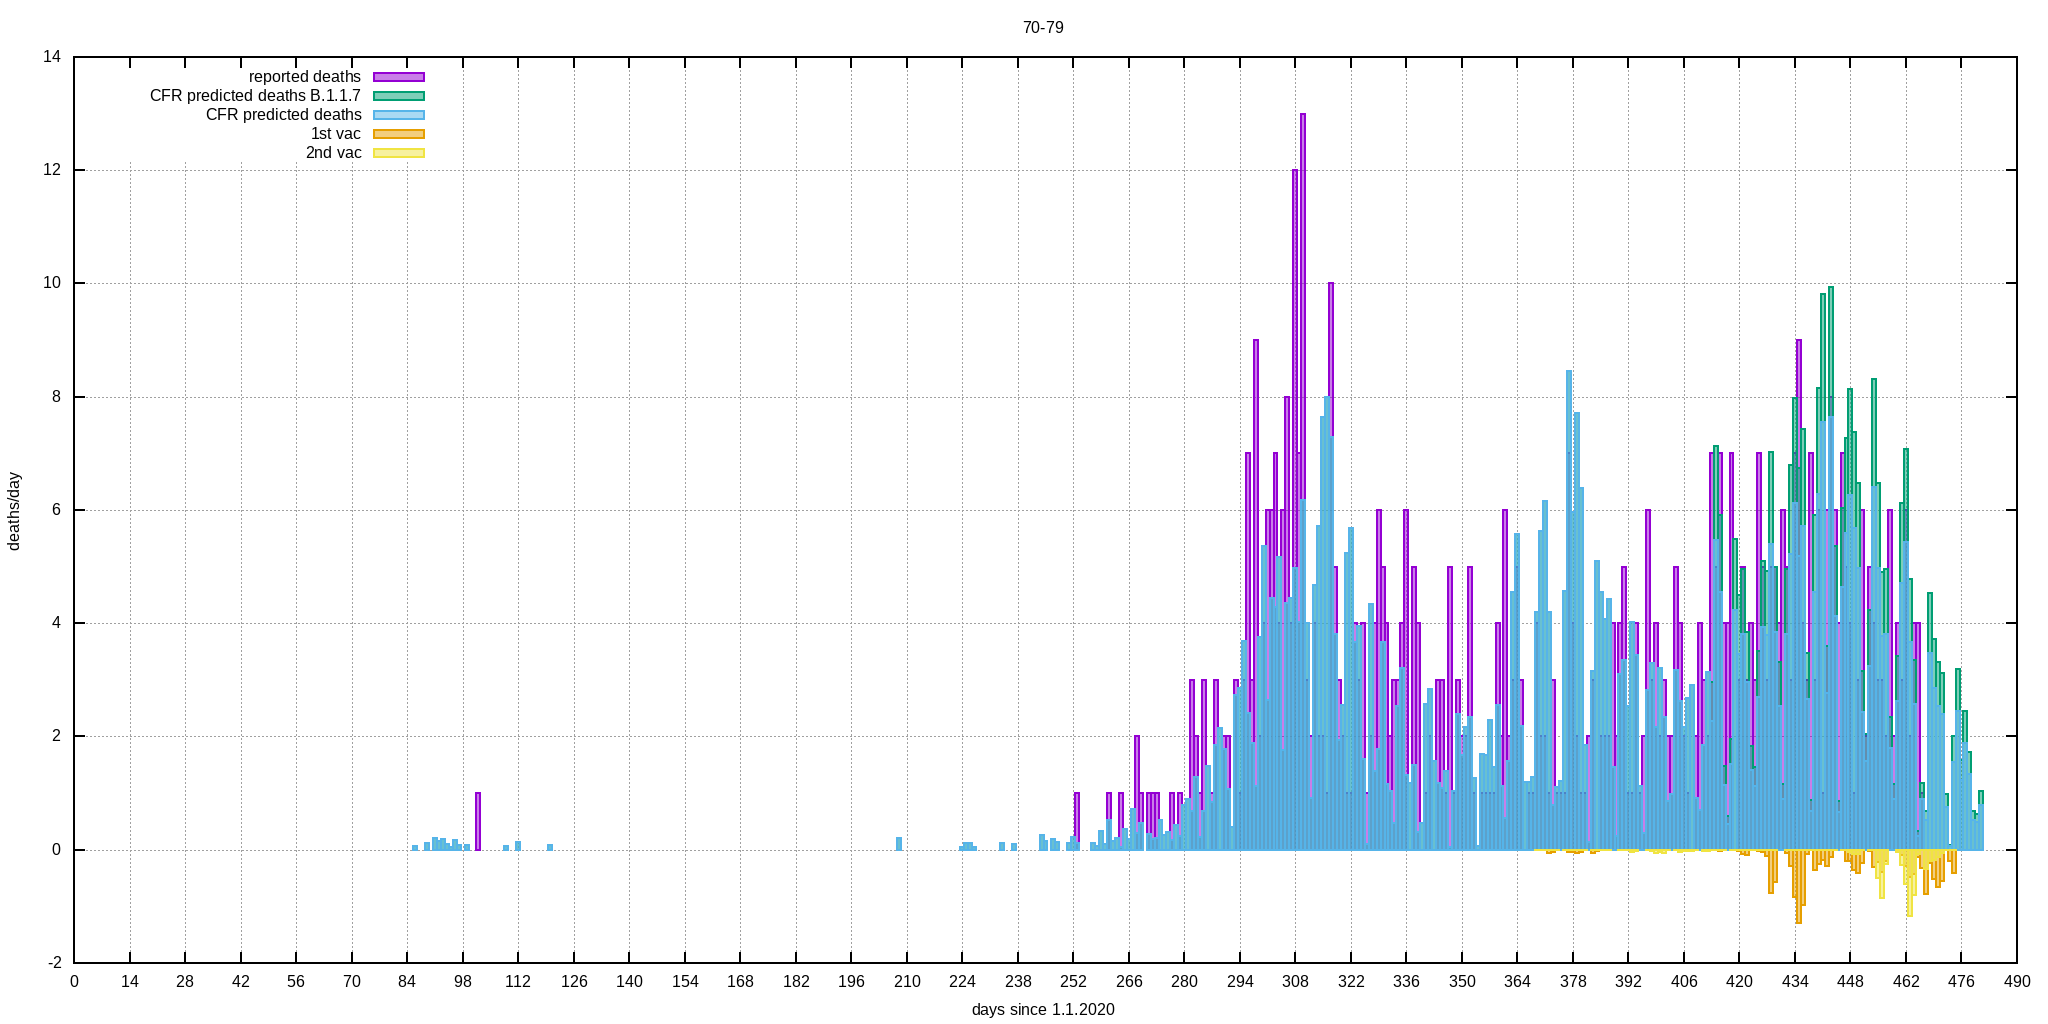 70-79
14
12
10
8
6
4
2
0
-2
deaths/day
reported deaths
CFR predicted deaths B.1.1.7
CFR predicted deaths
1st vac
2nd vac
0 14 28 42 56 70 84 98 112 126 140 154 168 182 196 210 224 238 252 266 280 294 308 322 336 350 364 378 392 406 420 434 448 462 476 490
days since 1.1.2020